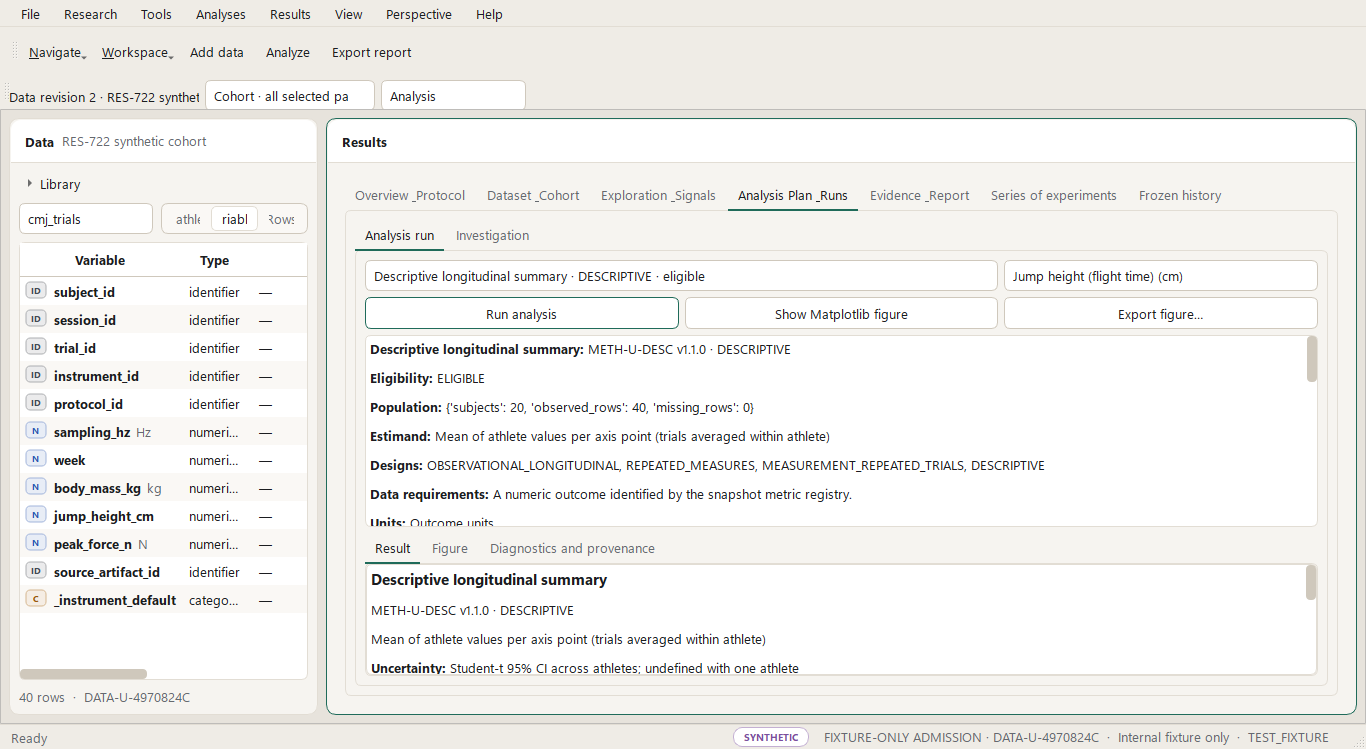 File Research Tools Analyses Results View Perspective Help
Navigate Workspace Add data Analyze Export report
Data revision 2 · RES-722 synthet Cohort · all selected pa Analysis
Data RES-722 synthetic cohort
Library
cmj_trials athle riabl Rows
Variable Type
ID subject_id identifier —
ID session_id identifier —
ID trial_id identifier —
ID instrument_id identifier —
ID protocol_id identifier —
N sampling_hz Hz numeri... —
N week numeri... —
N body_mass_kg kg numeri... —
N jump_height_cm numeri... —
N peak_force_n N numeri... —
ID source_artifact_id identifier —
C _instrument_default catego... —
40 rows · DATA-U-4970824C
Results
Overview _Protocol Dataset _Cohort Exploration _Signals Analysis Plan _Runs Evidence _Report Series of experiments Frozen history
Analysis run Investigation
Descriptive longitudinal summary · DESCRIPTIVE · eligible Jump height (flight time) (cm)
Run analysis Show Matplotlib figure Export figure...
Descriptive longitudinal summary: METH-U-DESC v1.1.0 · DESCRIPTIVE
Eligibility: ELIGIBLE
Population: {'subjects': 20, 'observed_rows': 40, 'missing_rows': 0}
Estimand: Mean of athlete values per axis point (trials averaged within athlete)
Designs: OBSERVATIONAL_LONGITUDINAL, REPEATED_MEASURES, MEASUREMENT_REPEATED_TRIALS, DESCRIPTIVE
Data requirements: A numeric outcome identified by the snapshot metric registry.
Units: Outcome units
Result Figure Diagnostics and provenance
Descriptive longitudinal summary
METH-U-DESC v1.1.0 · DESCRIPTIVE
Mean of athlete values per axis point (trials averaged within athlete)
Uncertainty: Student-t 95% CI across athletes; undefined with one athlete
Ready SYNTHETIC FIXTURE-ONLY ADMISSION · DATA-U-4970824C · Internal fixture only · TEST_FIXTURE